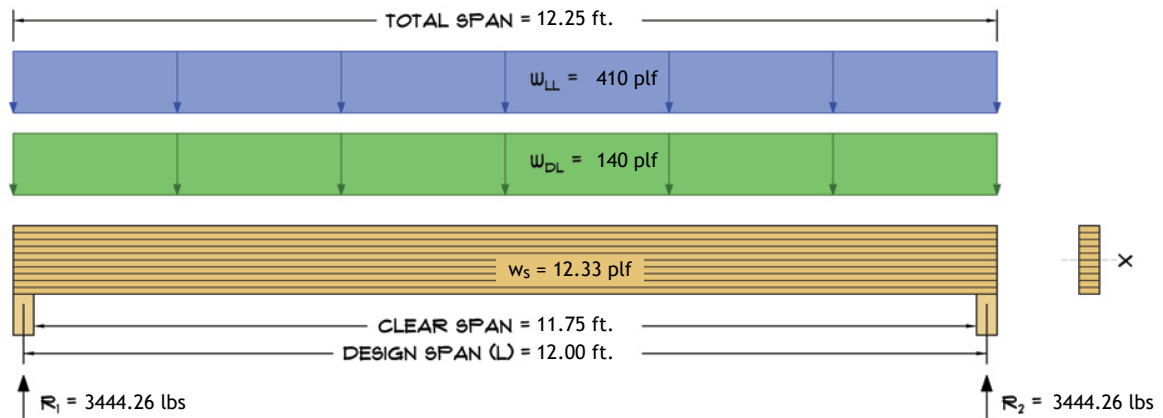 TOTAL SPAN = 12.25 ft.
wLL = 410 plf
wDL = 140 plf
ws = 12.33 plf
X
CLEAR SPAN = 11.75 ft.
DESIGN SPAN (L) = 12.00 ft.
R1 = 3444.26 lbs
R2 = 3444.26 lbs